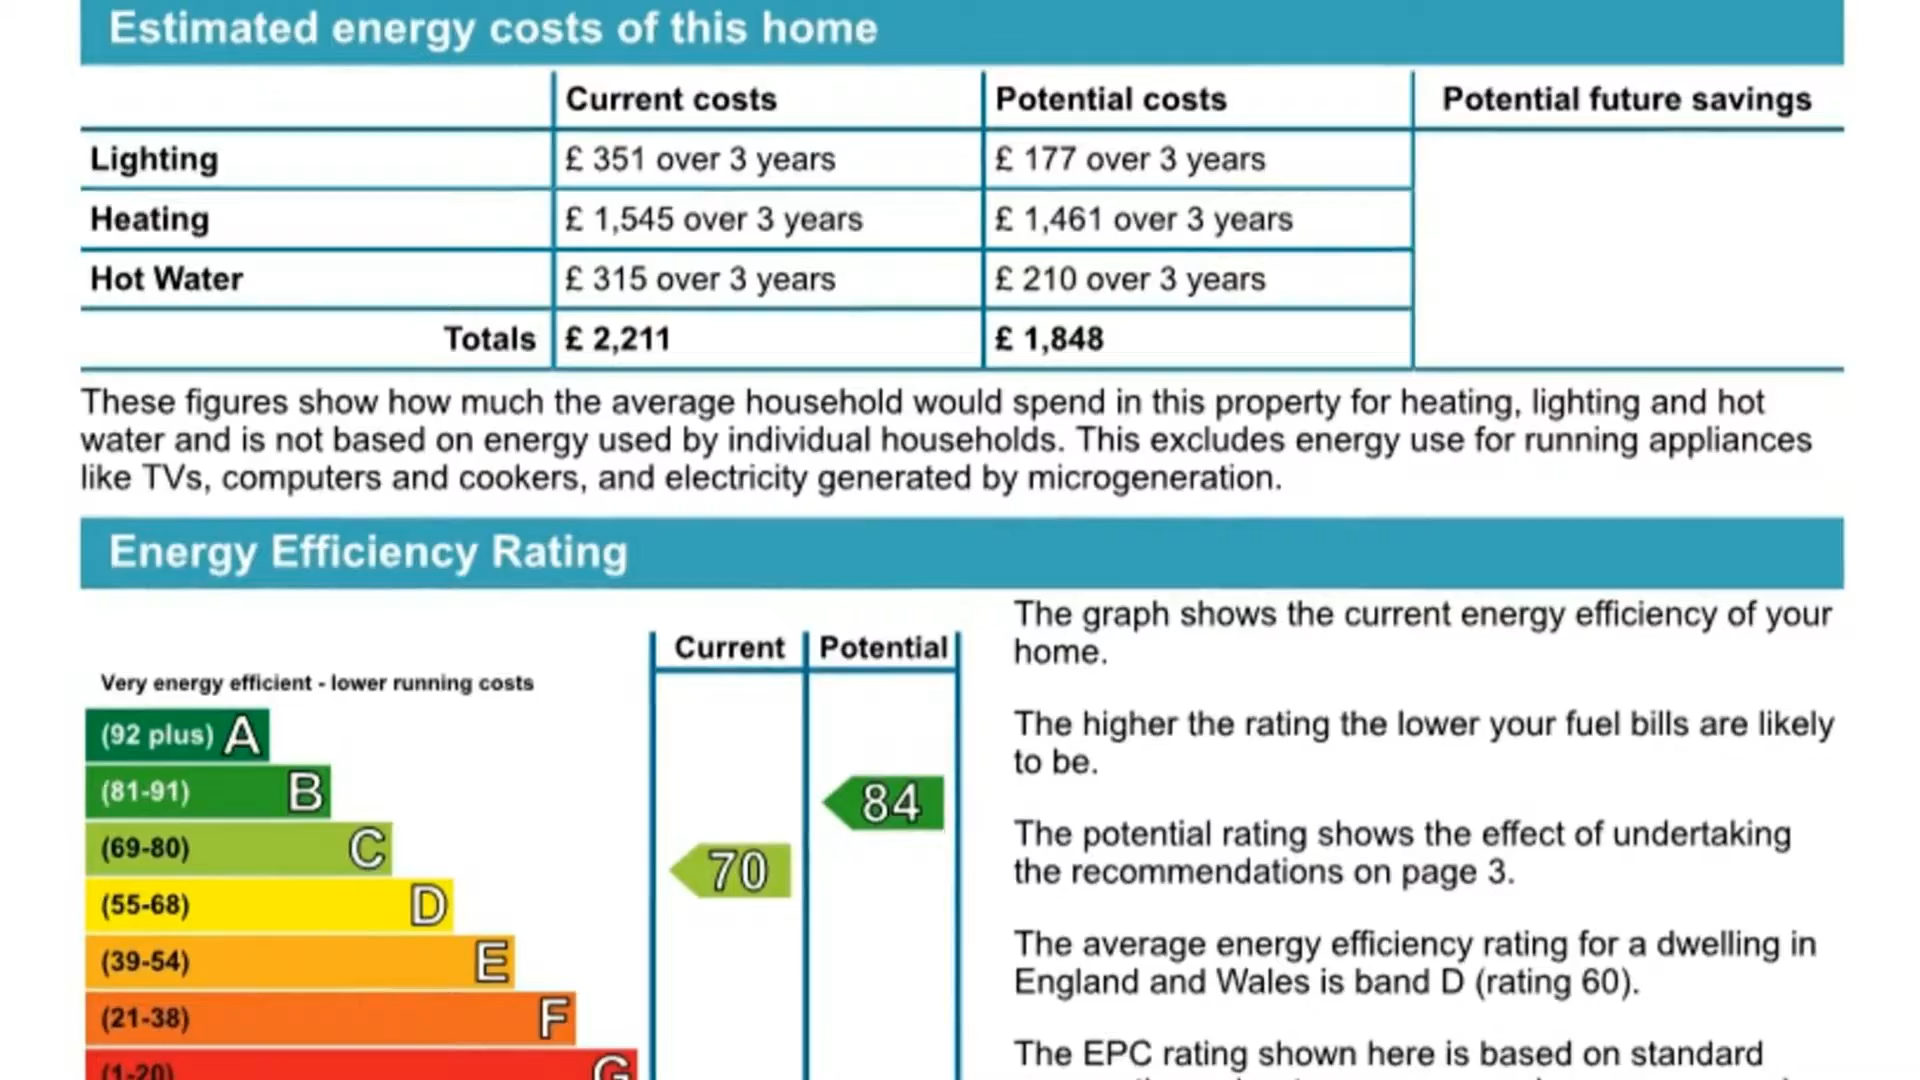 Estimated energy costs of this home
Current costs Potential costs Potential future savings
Lighting £ 351 over 3 years £ 177 over 3 years
Heating £ 1,545 over 3 years £ 1,461 over 3 years
Hot Water £ 315 over 3 years £ 210 over 3 years
Totals £ 2,211 £ 1,848
These figures show how much the average household would spend in this property for heating, lighting and hot
water and is not based on energy used by individual households. This excludes energy use for running appliances
like TVs, computers and cookers, and electricity generated by microgeneration.
Energy Efficiency Rating
Current Potential
Very energy efficient - lower running costs
(92 plus) A
(81-91) B
84
(69-80) C
70
(55-68) D
(39-54) E
(21-38) F
(1-20) G
The graph shows the current energy efficiency of your
home.
The higher the rating the lower your fuel bills are likely
to be.
The potential rating shows the effect of undertaking
the recommendations on page 3.
The average energy efficiency rating for a dwelling in
England and Wales is band D (rating 60).
The EPC rating shown here is based on standard